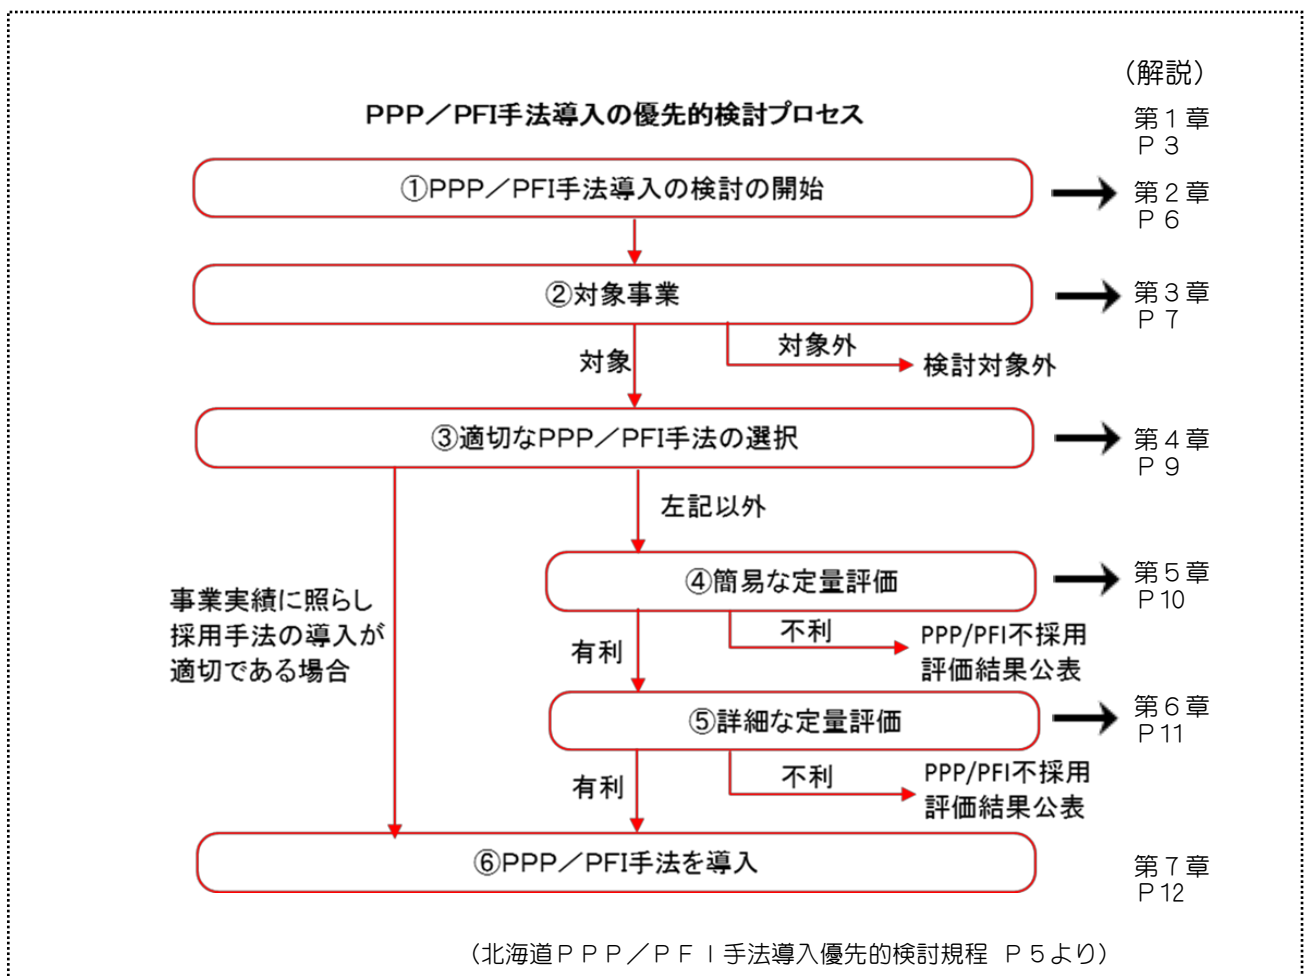 (解説)
PPP／PFI手法導入の優先的検討プロセス
第１章
Ｐ３
①PPP／PFI手法導入の検討の開始
第２章
Ｐ６
②対象事業
第３章
Ｐ７
対象
対象外
検討対象外
③適切なPPP／PFI手法の選択
第４章
Ｐ９
左記以外
事業実績に照らし
採用手法の導入が
適切である場合
④簡易な定量評価
第５章
Ｐ10
有利
不利
PPP/PFI不採用
評価結果公表
⑤詳細な定量評価
第６章
Ｐ11
有利
不利
PPP/PFI不採用
評価結果公表
⑥PPP／PFI手法を導入
第７章
Ｐ12
（北海道ＰＰＰ／ＰＦＩ手法導入優先的検討規程 Ｐ５より）